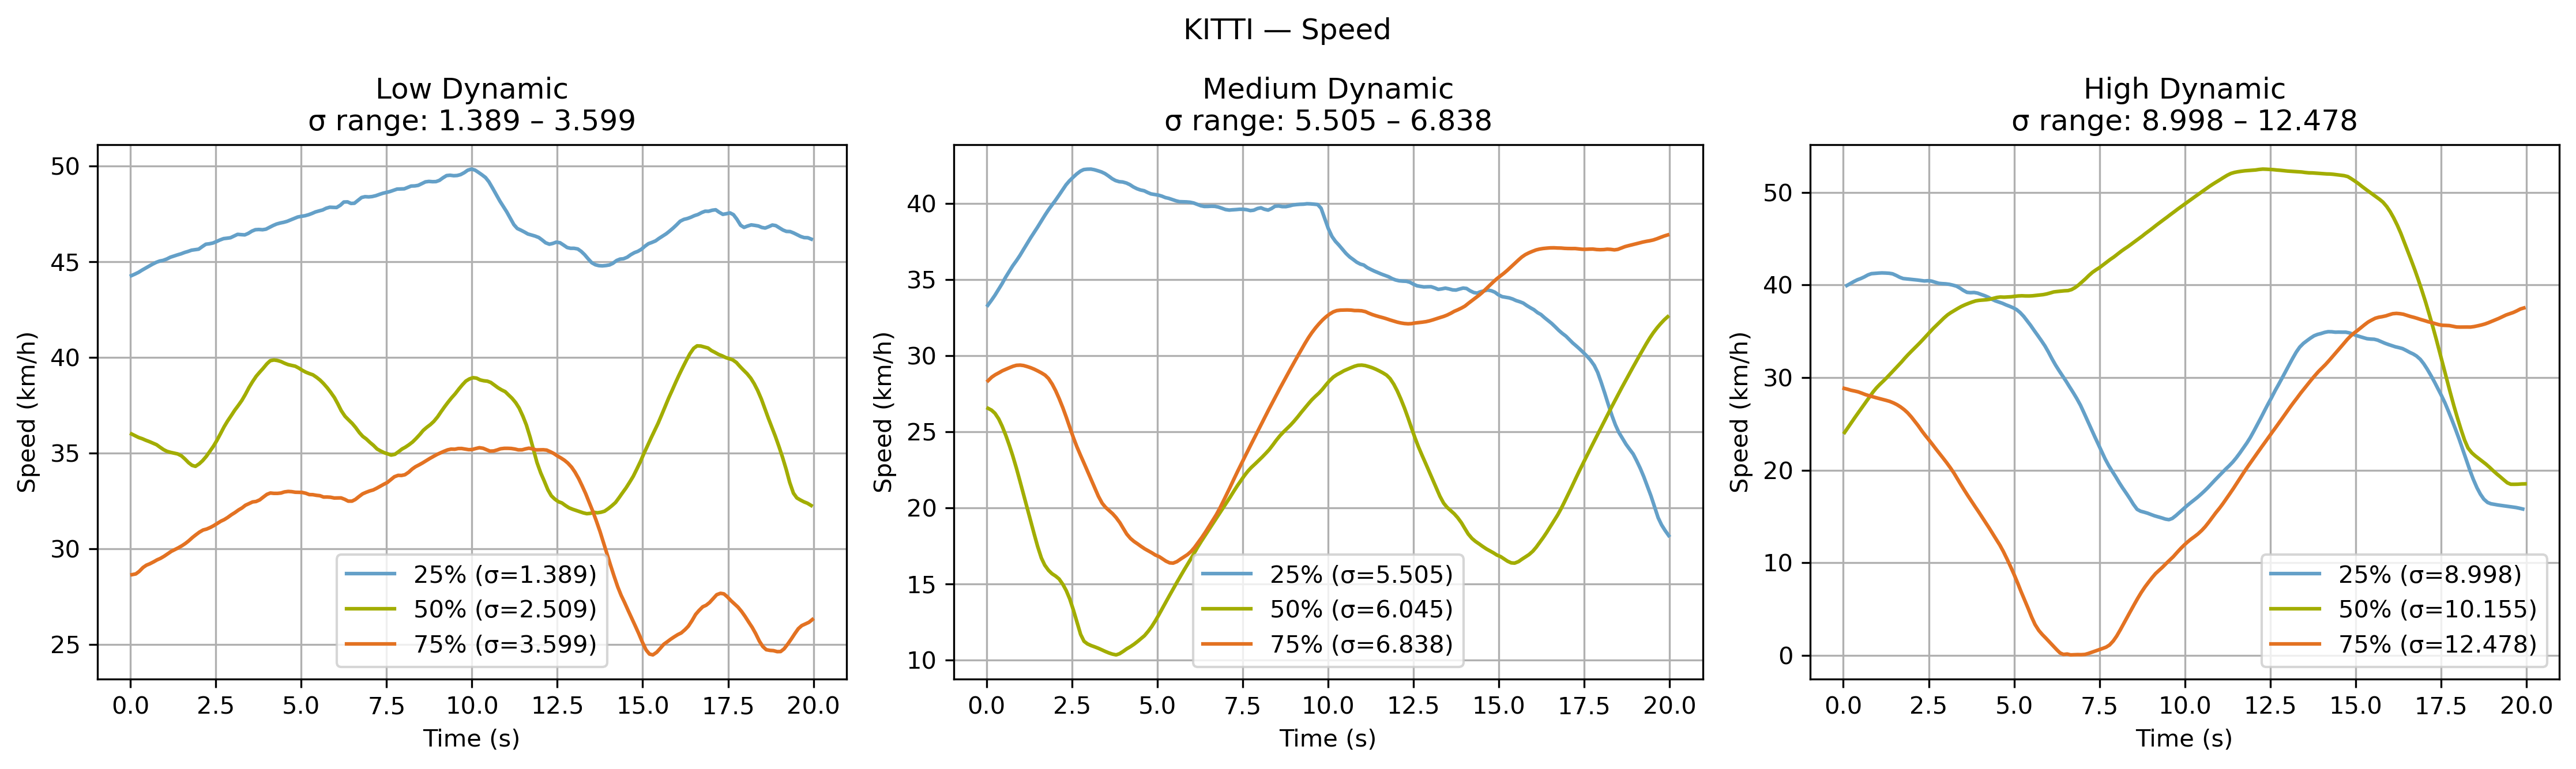 KITTI — Speed
Low Dynamic
σ range: 1.389 – 3.599
50
45
40
35
30
25
Speed (km/h)
25% (σ=1.389)
50% (σ=2.509)
75% (σ=3.599)
0.0 2.5 5.0 7.5 10.0 12.5 15.0 17.5 20.0
Time (s)
Medium Dynamic
σ range: 5.505 – 6.838
40
35
30
25
20
15
10
Speed (km/h)
25% (σ=5.505)
50% (σ=6.045)
75% (σ=6.838)
0.0 2.5 5.0 7.5 10.0 12.5 15.0 17.5 20.0
Time (s)
High Dynamic
σ range: 8.998 – 12.478
50
40
30
20
10
0
Speed (km/h)
25% (σ=8.998)
50% (σ=10.155)
75% (σ=12.478)
0.0 2.5 5.0 7.5 10.0 12.5 15.0 17.5 20.0
Time (s)